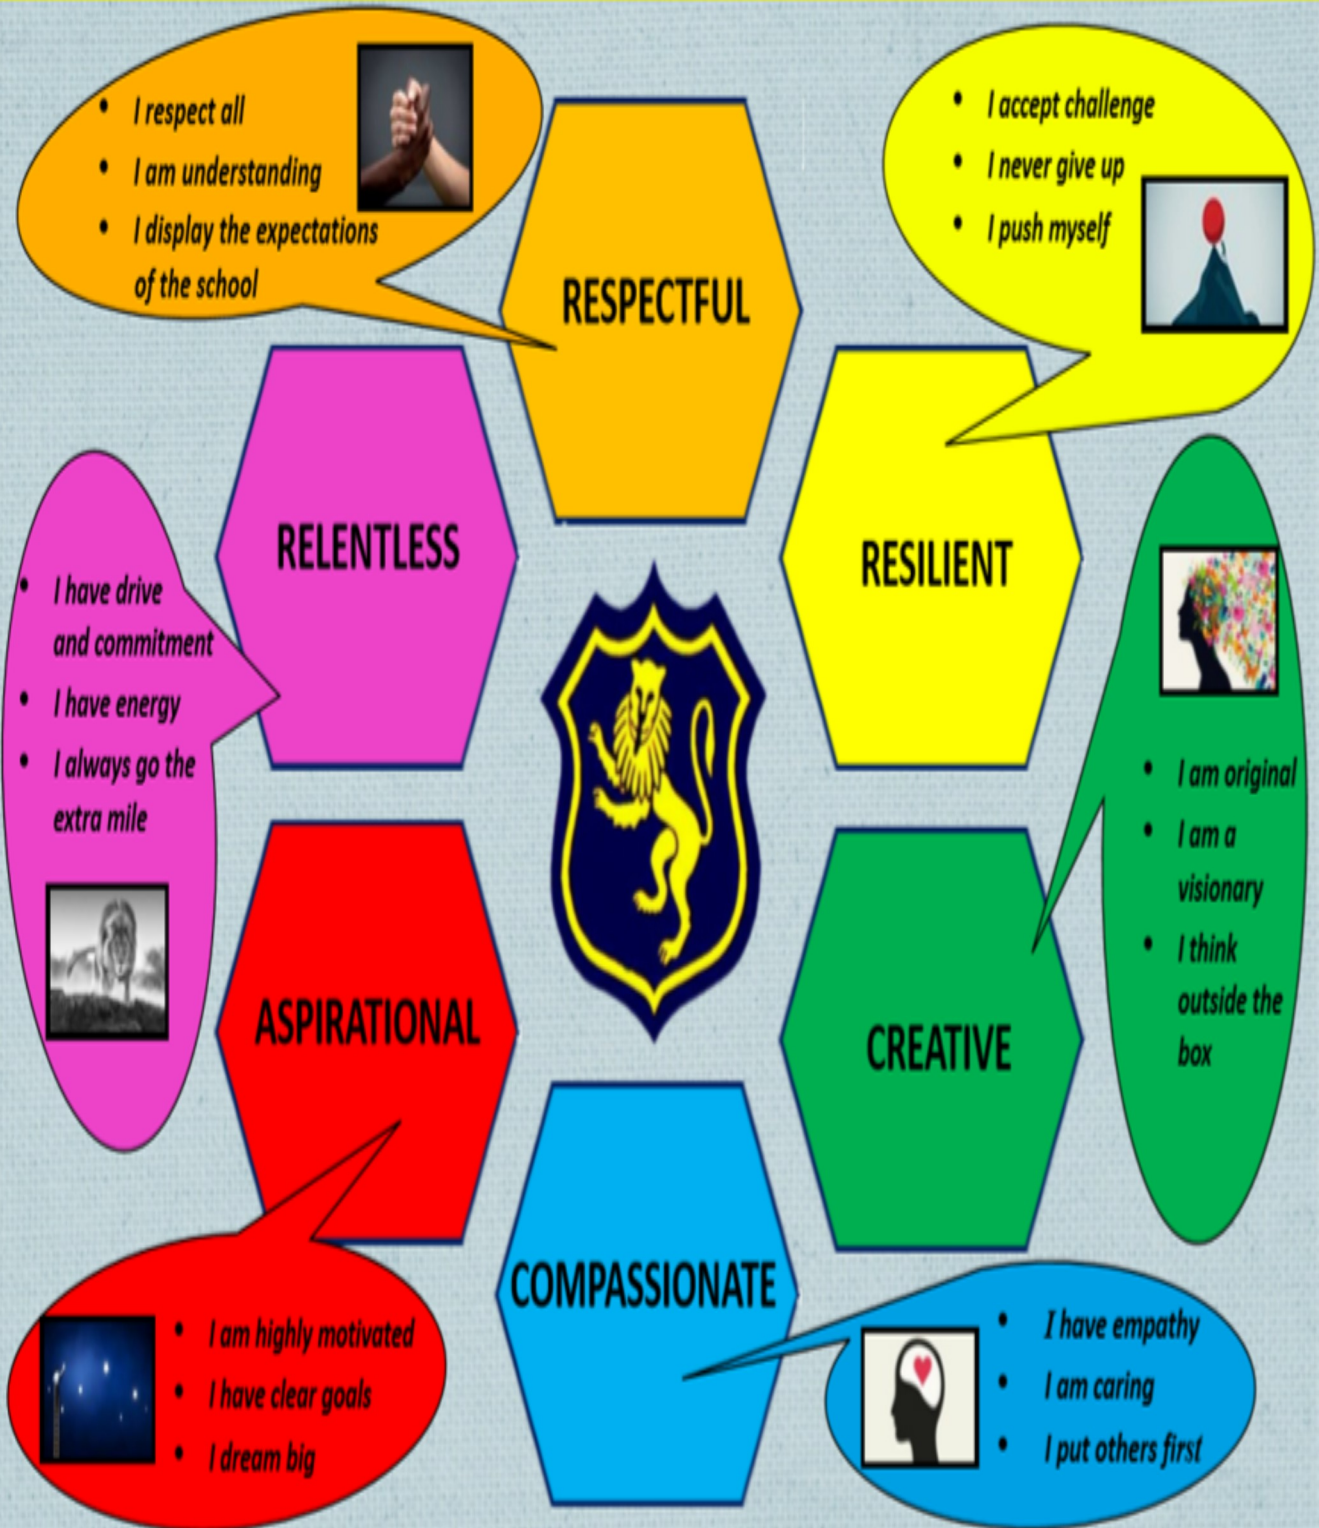 • I respect all
• I am understanding
• I display the expectations
of the school
RESPECTFUL
• I accept challenge
• I never give up
• I push myself
RESILIENT
RELENTLESS
• I have drive
and commitment
• I have energy
• I always go the
extra mile
• I am original
• I am a
visionary
• I think
outside the
box
CREATIVE
ASPIRATIONAL
• I am highly motivated
• I have clear goals
• I dream big
COMPASSIONATE
• I have empathy
• I am caring
• I put others first